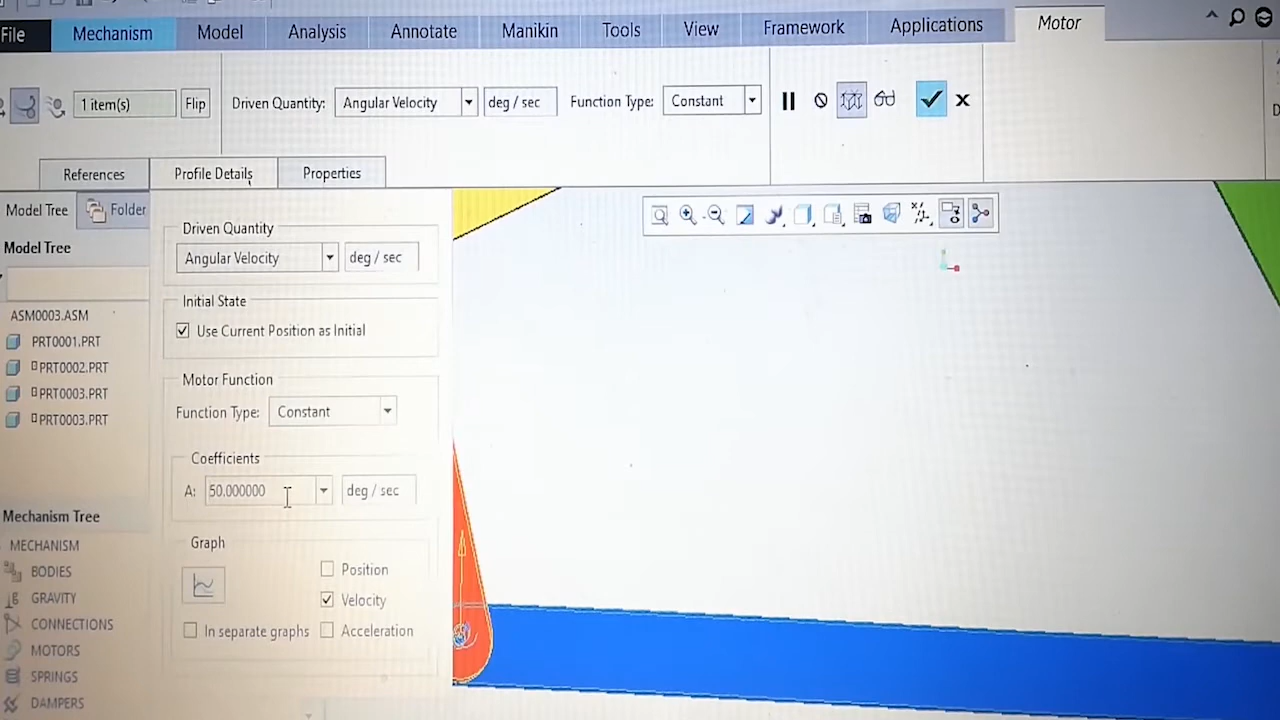 File Mechanism Model Analysis Annotate Manikin Tools View Framework Applications Motor
1 item(s) Flip Driven Quantity: Angular Velocity deg / sec Function Type: Constant
References Profile Details Properties
Model Tree Folder
Model Tree
ASM0003.ASM
PRT0001.PRT
PRT0002.PRT
PRT0003.PRT
PRT0003.PRT
Mechanism Tree
MECHANISM
BODIES
GRAVITY
CONNECTIONS
MOTORS
SPRINGS
DAMPERS
Driven Quantity
Angular Velocity deg / sec
Initial State
Use Current Position as Initial
Motor Function
Function Type: Constant
Coefficients
A: 50.000000 deg / sec
Graph
Position
Velocity
In separate graphs Acceleration